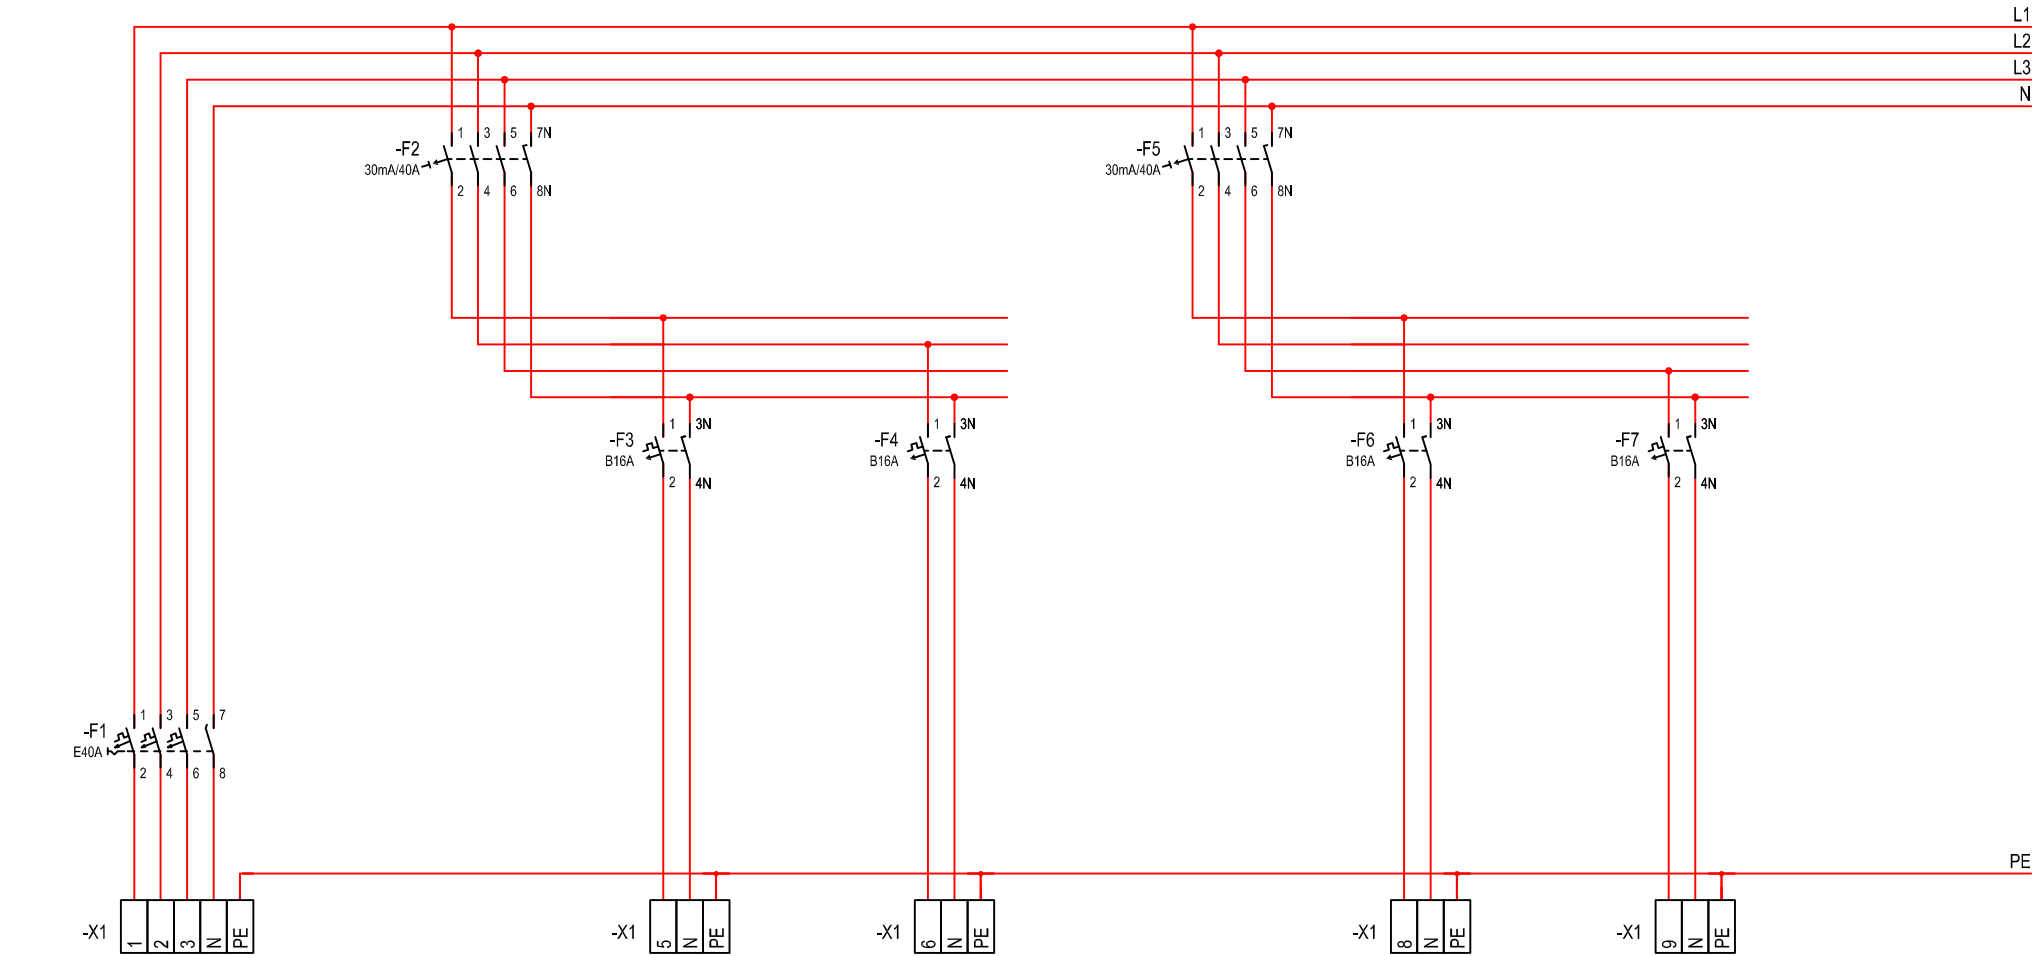 L1
L2
L3
N
1 3 5 7N
-F2
30mA/40A
2 4 6 8N
1 3 5 7N
-F5
30mA/40A
2 4 6 8N
1 3N
-F3
B16A
2 4N
1 3N
-F4
B16A
2 4N
1 3N
-F6
B16A
2 4N
1 3N
-F7
B16A
2 4N
1 3 5 7
-F1
E40A
2 4 6 8
PE
-X1 1 2 3 N PE
-X1 5 N PE
-X1 6 N PE
-X1 8 N PE
-X1 9 N PE